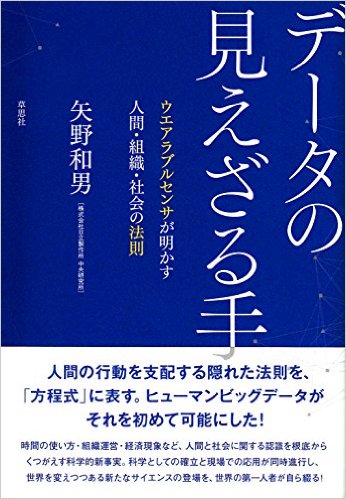 データの
見えざる手
ウエアラブルセンサが明かす
人間・組織・社会の法則
矢野和男
[株式会社日立製作所 中央研究所]
草思社
人間の行動を支配する隠れた法則を、
「方程式」に表す。ヒューマンビッグデータが
それを初めて可能にした!
時間の使い方・組織運営・経済現象など、人間と社会に関する認識を根底から
くつがえす科学的新事実。科学としての確立と現場での応用が同時進行し、
世界を変えつつある新たなサイエンスの登場を、世界の第一人者が自ら綴る!